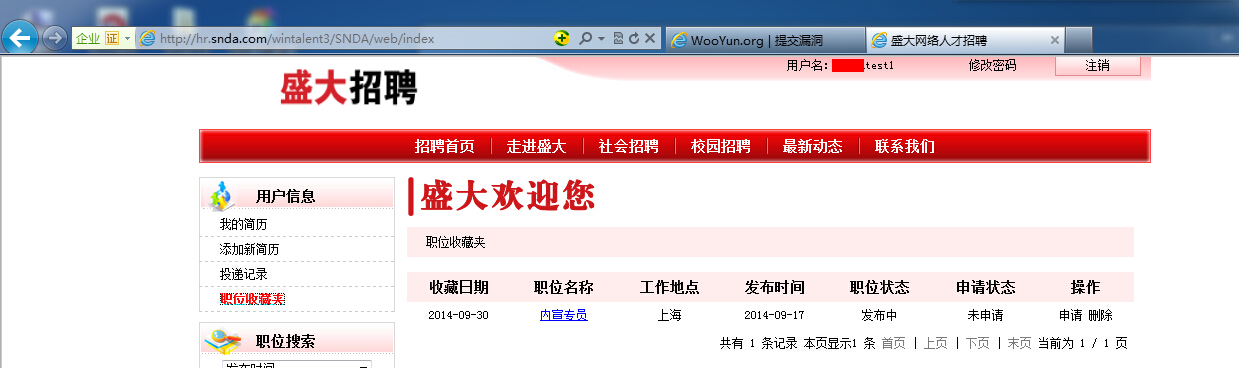 企业 证 http://hr.snda.com/wintalent3/SNDA/web/index WooYun.org | 提交漏洞 盛大网络人才招聘
盛大招聘 用户名: .test1 修改密码 注销
招聘首页 走进盛大 社会招聘 校园招聘 最新动态 联系我们
用户信息
我的简历
添加新简历
投递记录
职位收藏夹
职位搜索
发布时间
盛大欢迎您
职位收藏夹
收藏日期 职位名称 工作地点 发布时间 职位状态 申请状态 操作
2014-09-30 内宣专员 上海 2014-09-17 发布中 未申请 申请 删除
共有 1 条记录 本页显示1 条 首页 | 上页 | 下页 | 末页 当前为 1 / 1 页